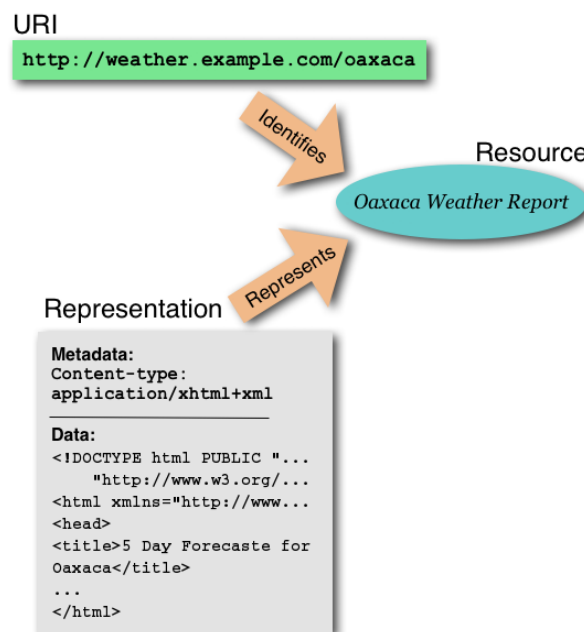 URI
http://weather.example.com/oaxaca
Identifies
Resource
Oaxaca Weather Report
Represents
Representation
Metadata:
Content-type:
application/xhtml+xml
Data:
<!DOCTYPE html PUBLIC "...
"http://www.w3.org/...
<html xmlns="http://www...
<head>
<title>5 Day Forecaste for
Oaxaca</title>
...
</html>